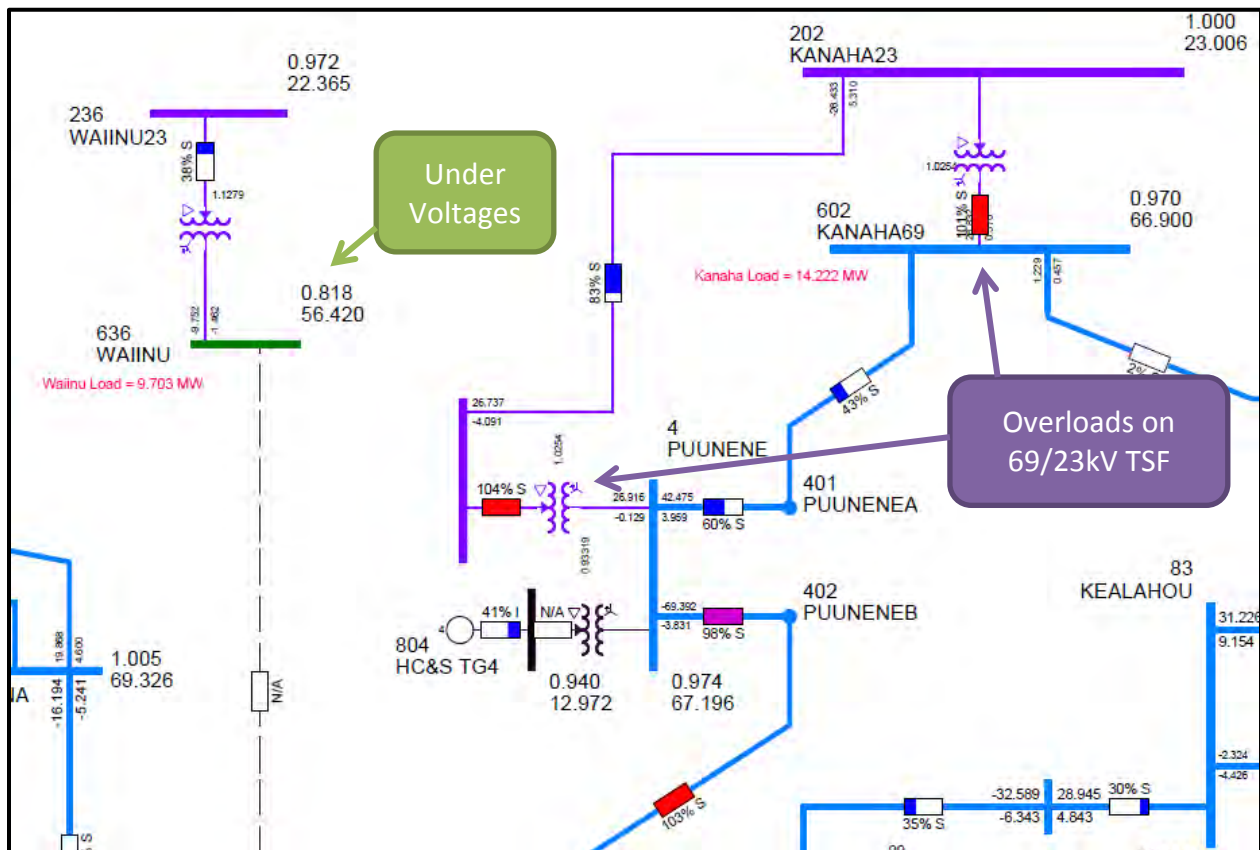 0.972
22.365
236
WAIINU23
38% S
1.1279
Under
Voltages
0.818
56.420
-9.752
-1.462
636
WAIINU
Waiinu Load = 9.703 MW
1.000
23.006
202
KANAHA23
-26.433
5.310
1.0254
101% S
0.970
66.900
602
KANAHA69
Kanaha Load = 14.222 MW
1.229
0.457
83% S
43% S
2% S
Overloads on
69/23kV TSF
26.737
-4.091
1.0254
4
PUUNENE
104% S
26.916
-0.129
42.475
3.959
60% S
401
PUUNENEA
0.93319
402
PUUNENEB
-69.392
-3.831
98% S
41% I
N/A
4
804
HC&S TG4
0.940
12.972
0.974
67.196
103% S
83
KEALAHOU
31.226
9.154
-2.324
-4.426
-32.589
-6.343
28.945
4.843
30% S
35% S
19.868
4.600
1.005
69.326
NA
-16.194
-5.241
N/A
S